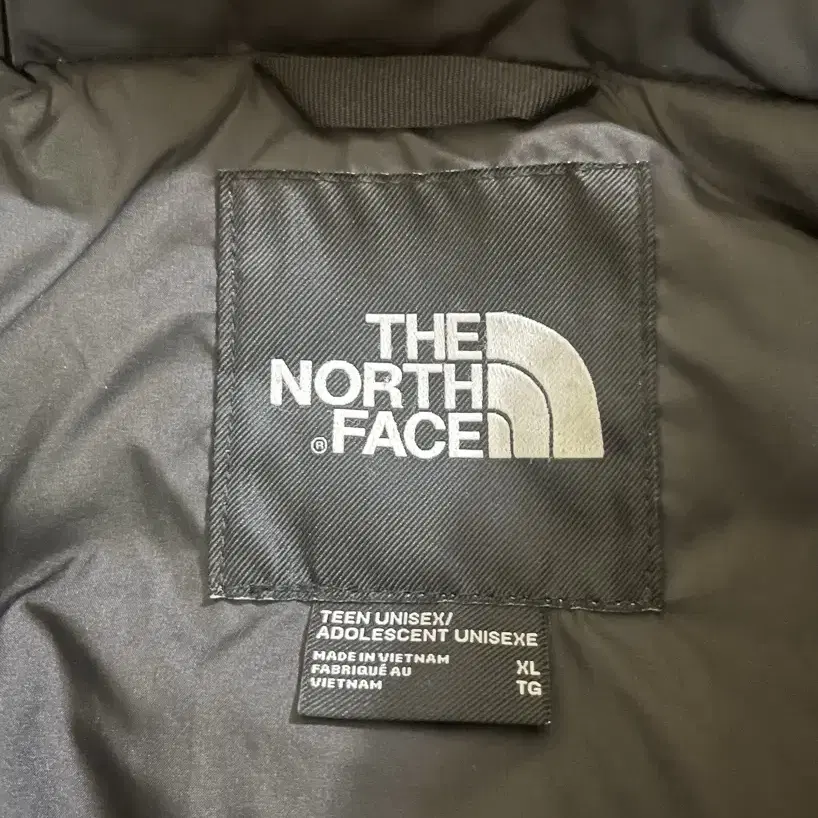 THE
NORTH
® FACE
TEEN UNISEX/
ADOLESCENT UNISEXE
MADE IN VIETNAM
FABRIQUÉ AU
VIETNAM
XL
TG